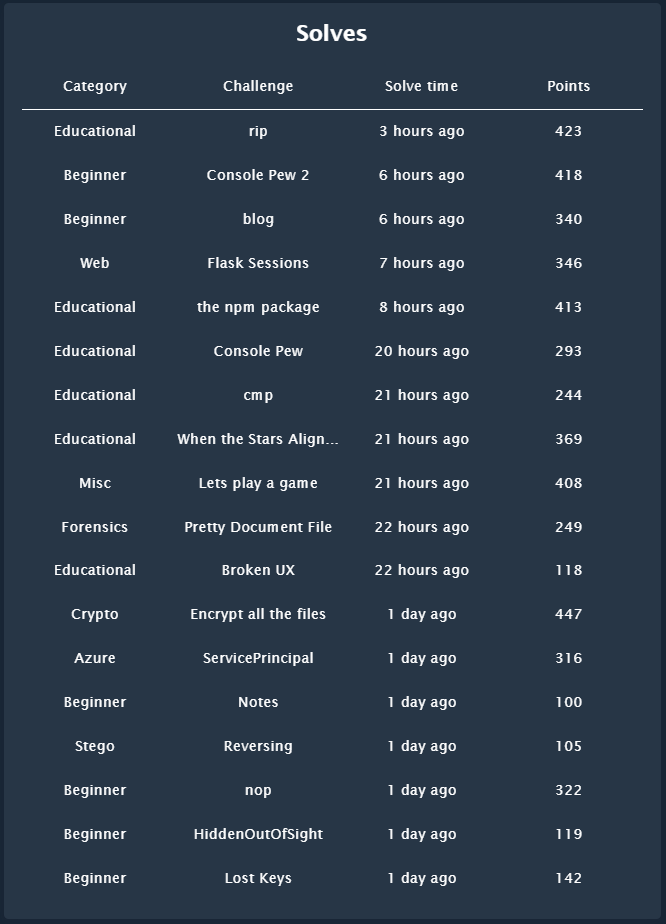 Solves
Category Challenge Solve time Points
Educational rip 3 hours ago 423
Beginner Console Pew 2 6 hours ago 418
Beginner blog 6 hours ago 340
Web Flask Sessions 7 hours ago 346
Educational the npm package 8 hours ago 413
Educational Console Pew 20 hours ago 293
Educational cmp 21 hours ago 244
Educational When the Stars Align... 21 hours ago 369
Misc Lets play a game 21 hours ago 408
Forensics Pretty Document File 22 hours ago 249
Educational Broken UX 22 hours ago 118
Crypto Encrypt all the files 1 day ago 447
Azure ServicePrincipal 1 day ago 316
Beginner Notes 1 day ago 100
Stego Reversing 1 day ago 105
Beginner nop 1 day ago 322
Beginner HiddenOutOfSight 1 day ago 119
Beginner Lost Keys 1 day ago 142